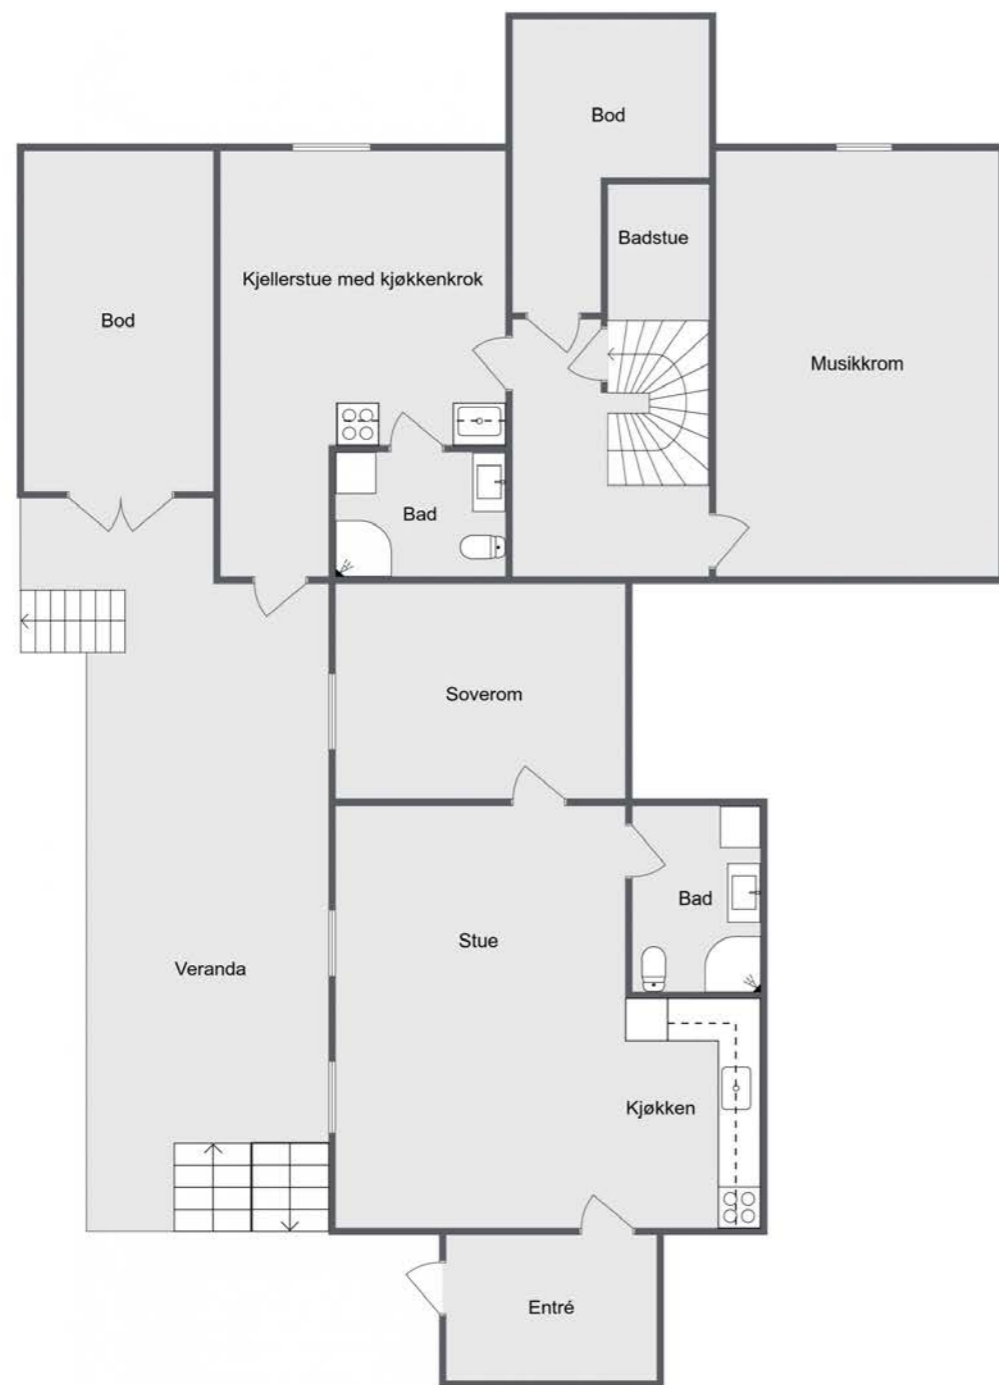 Bod
Badstue
Kjellerstue med kjøkkenkrok
Bod
Musikkrom
Bad
Soverom
Bad
Stue
Veranda
Kjøkken
Entré